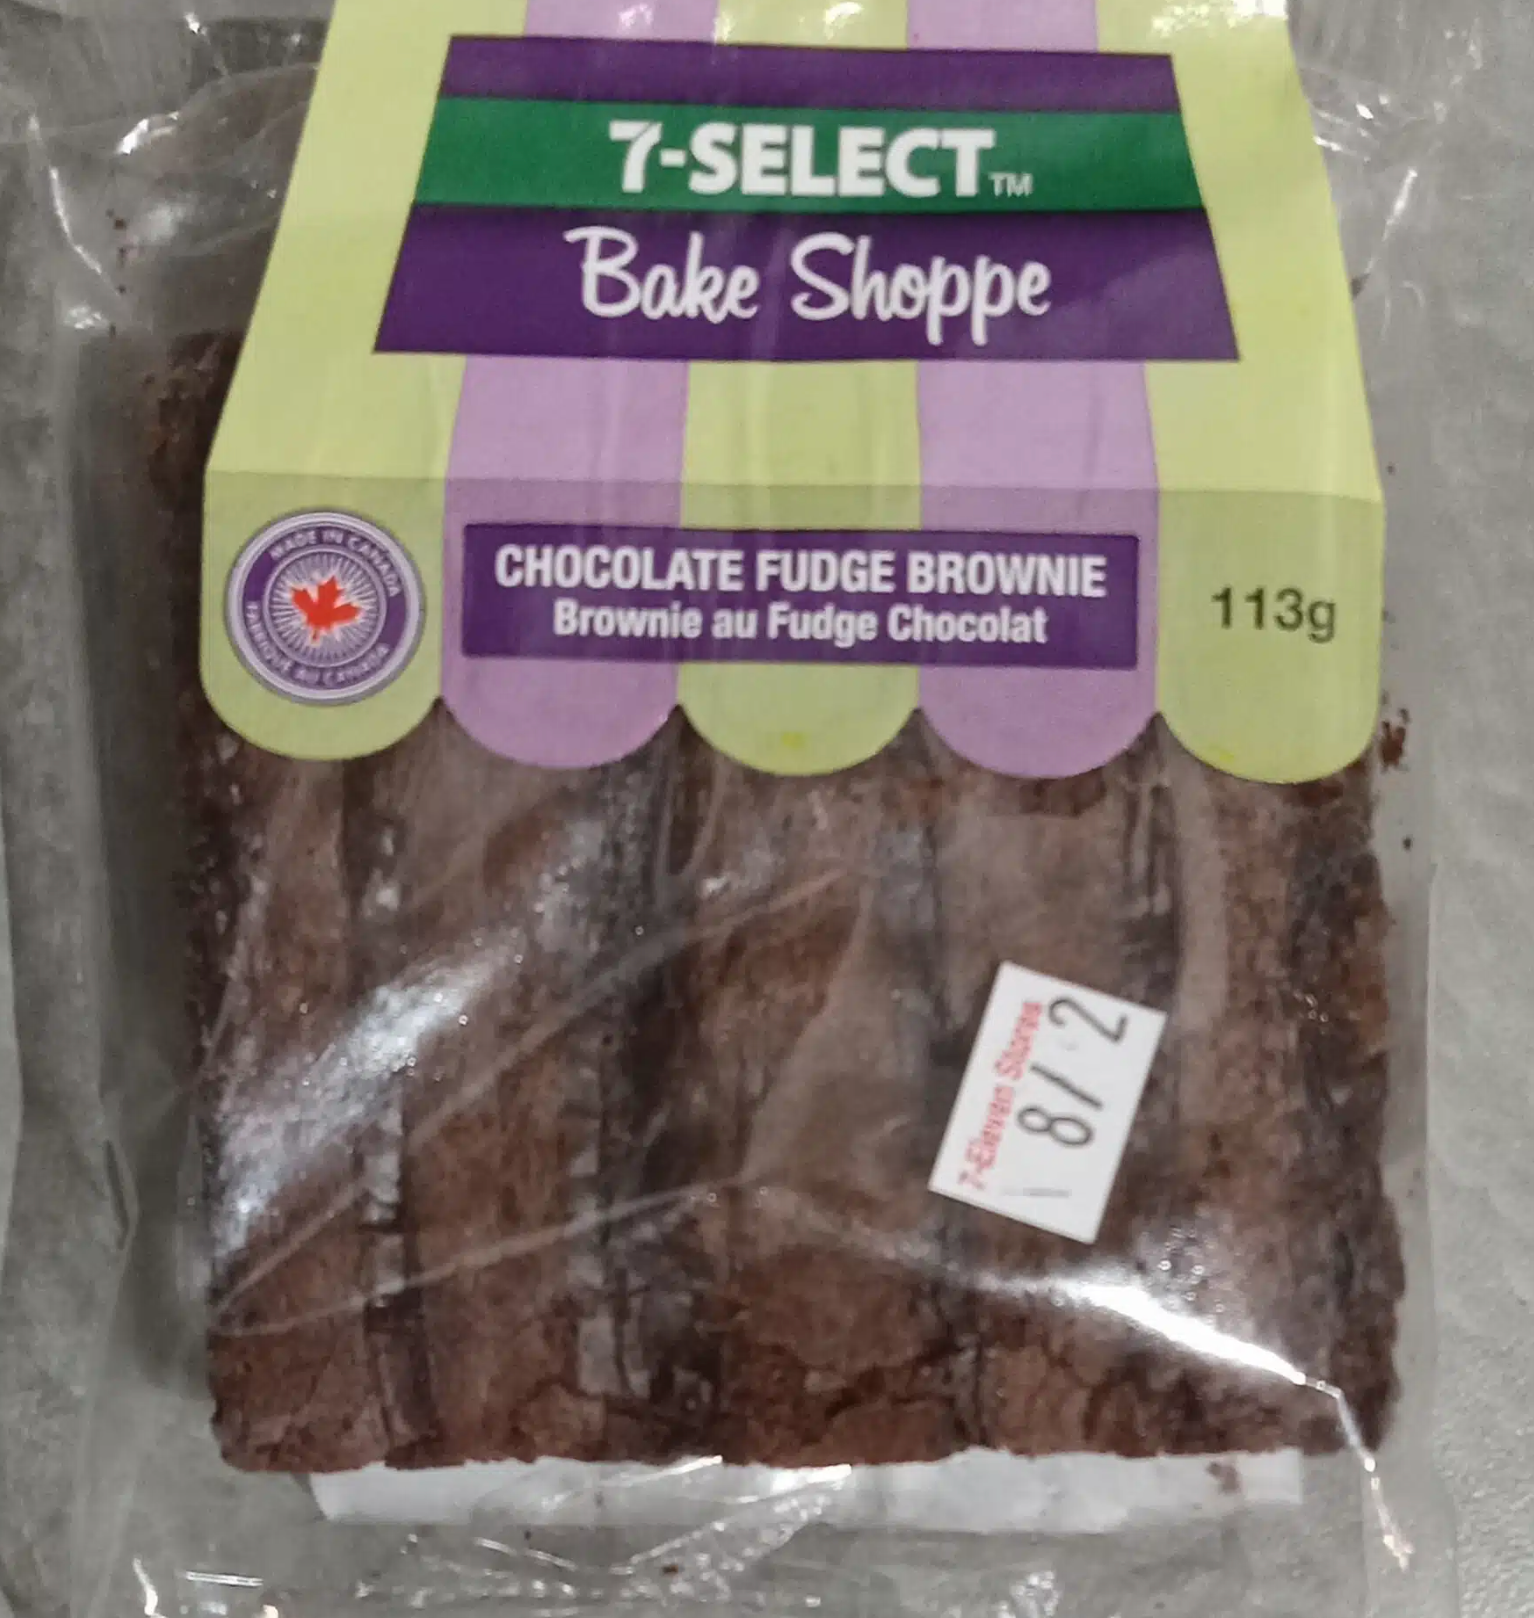 7-SELECT™
Bake Shoppe
MADE IN CANADA
FABRIQUÉ AU CANADA
CHOCOLATE FUDGE BROWNIE
Brownie au Fudge Chocolat
113g
7-Eleven Stores
8/2